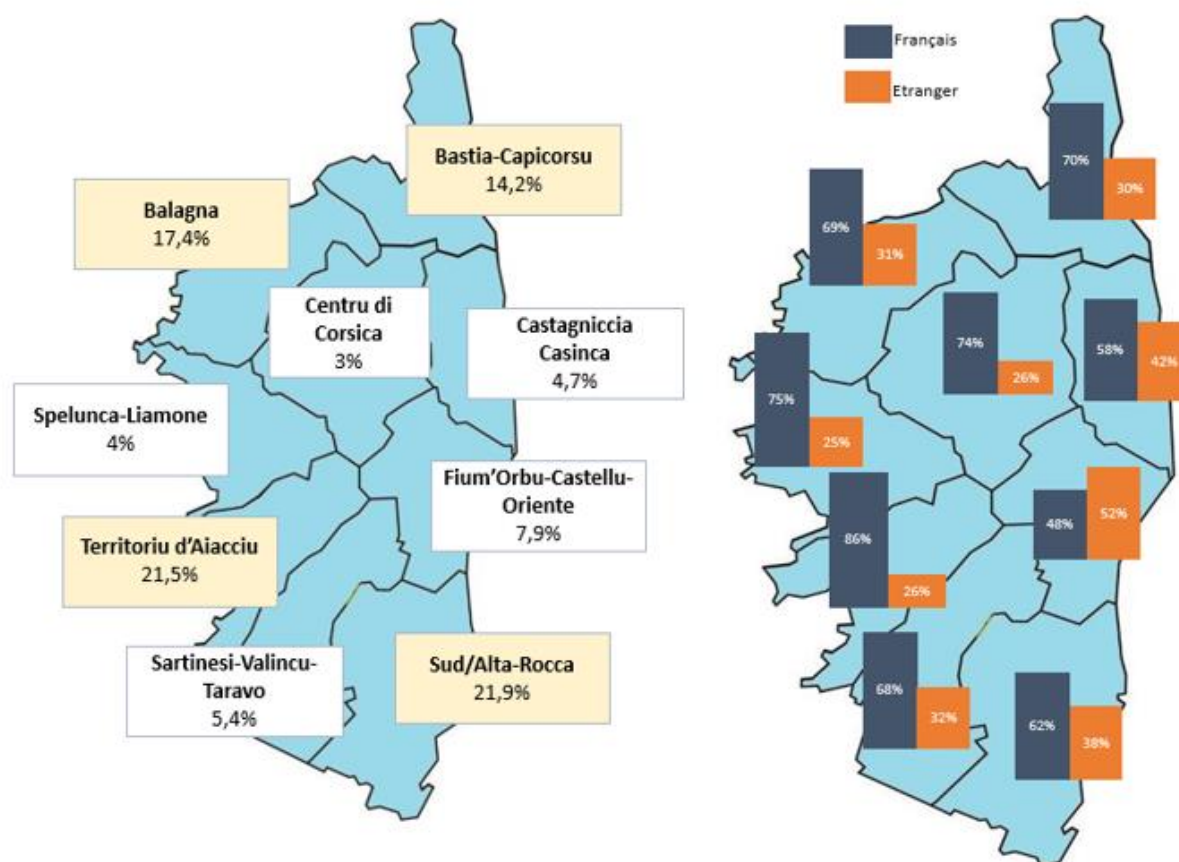 Bastia-Capicorsu
14,2%
Balagna
17,4%
Centru di
Corsica
3%
Castagniccia
Casinca
4,7%
Spelunca-Liamone
4%
Fium'Orbu-Castellu-
Oriente
7,9%
Territoriu d'Aiacciu
21,5%
Sartinesi-Valincu-
Taravo
5,4%
Sud/Alta-Rocca
21,9%
Français
Etranger
70%
30%
69%
31%
74%
26%
58%
42%
75%
25%
48%
52%
86%
26%
68%
32%
62%
38%